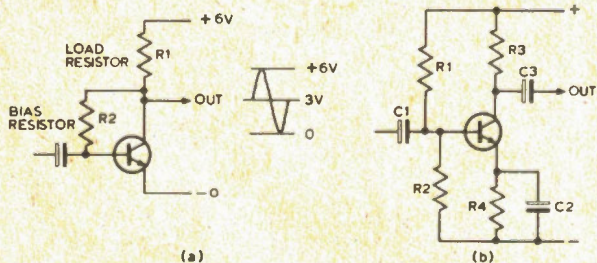 +6V
LOAD
RESISTOR
R1
OUT
BIAS
RESISTOR
R2
-0
+6V
3V
0
(a)
+
R1
R3
C3
OUT
C1
R2
R4
C2
-
(b)